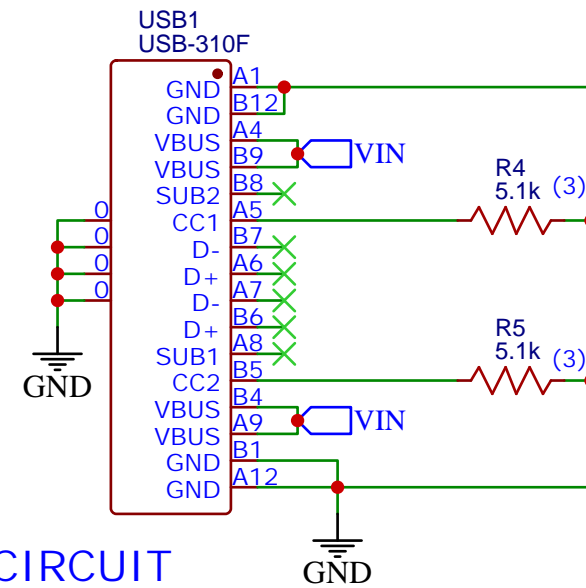 USB1
USB-310F
GND A1
GND B12
VBUS A4
VIN
VBUS B9
SUB2 B8
0 CC1 A5
R4
5.1k (3)
0 D- B7
0 D+ A6
0 D- A7
D+ B6
SUB1 A8
R5
5.1k (3)
CC2 B5
GND
VBUS B4
VIN
VBUS A9
GND B1
GND A12
CIRCUIT
GND